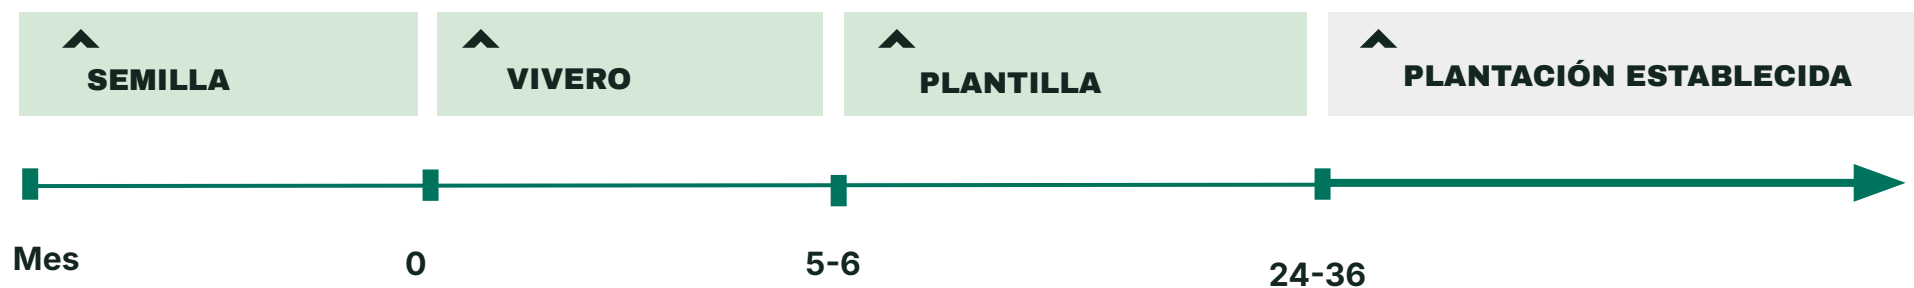 SEMILLA
VIVERO
PLANTILLA
PLANTACIÓN ESTABLECIDA
Mes
0
5-6
24-36